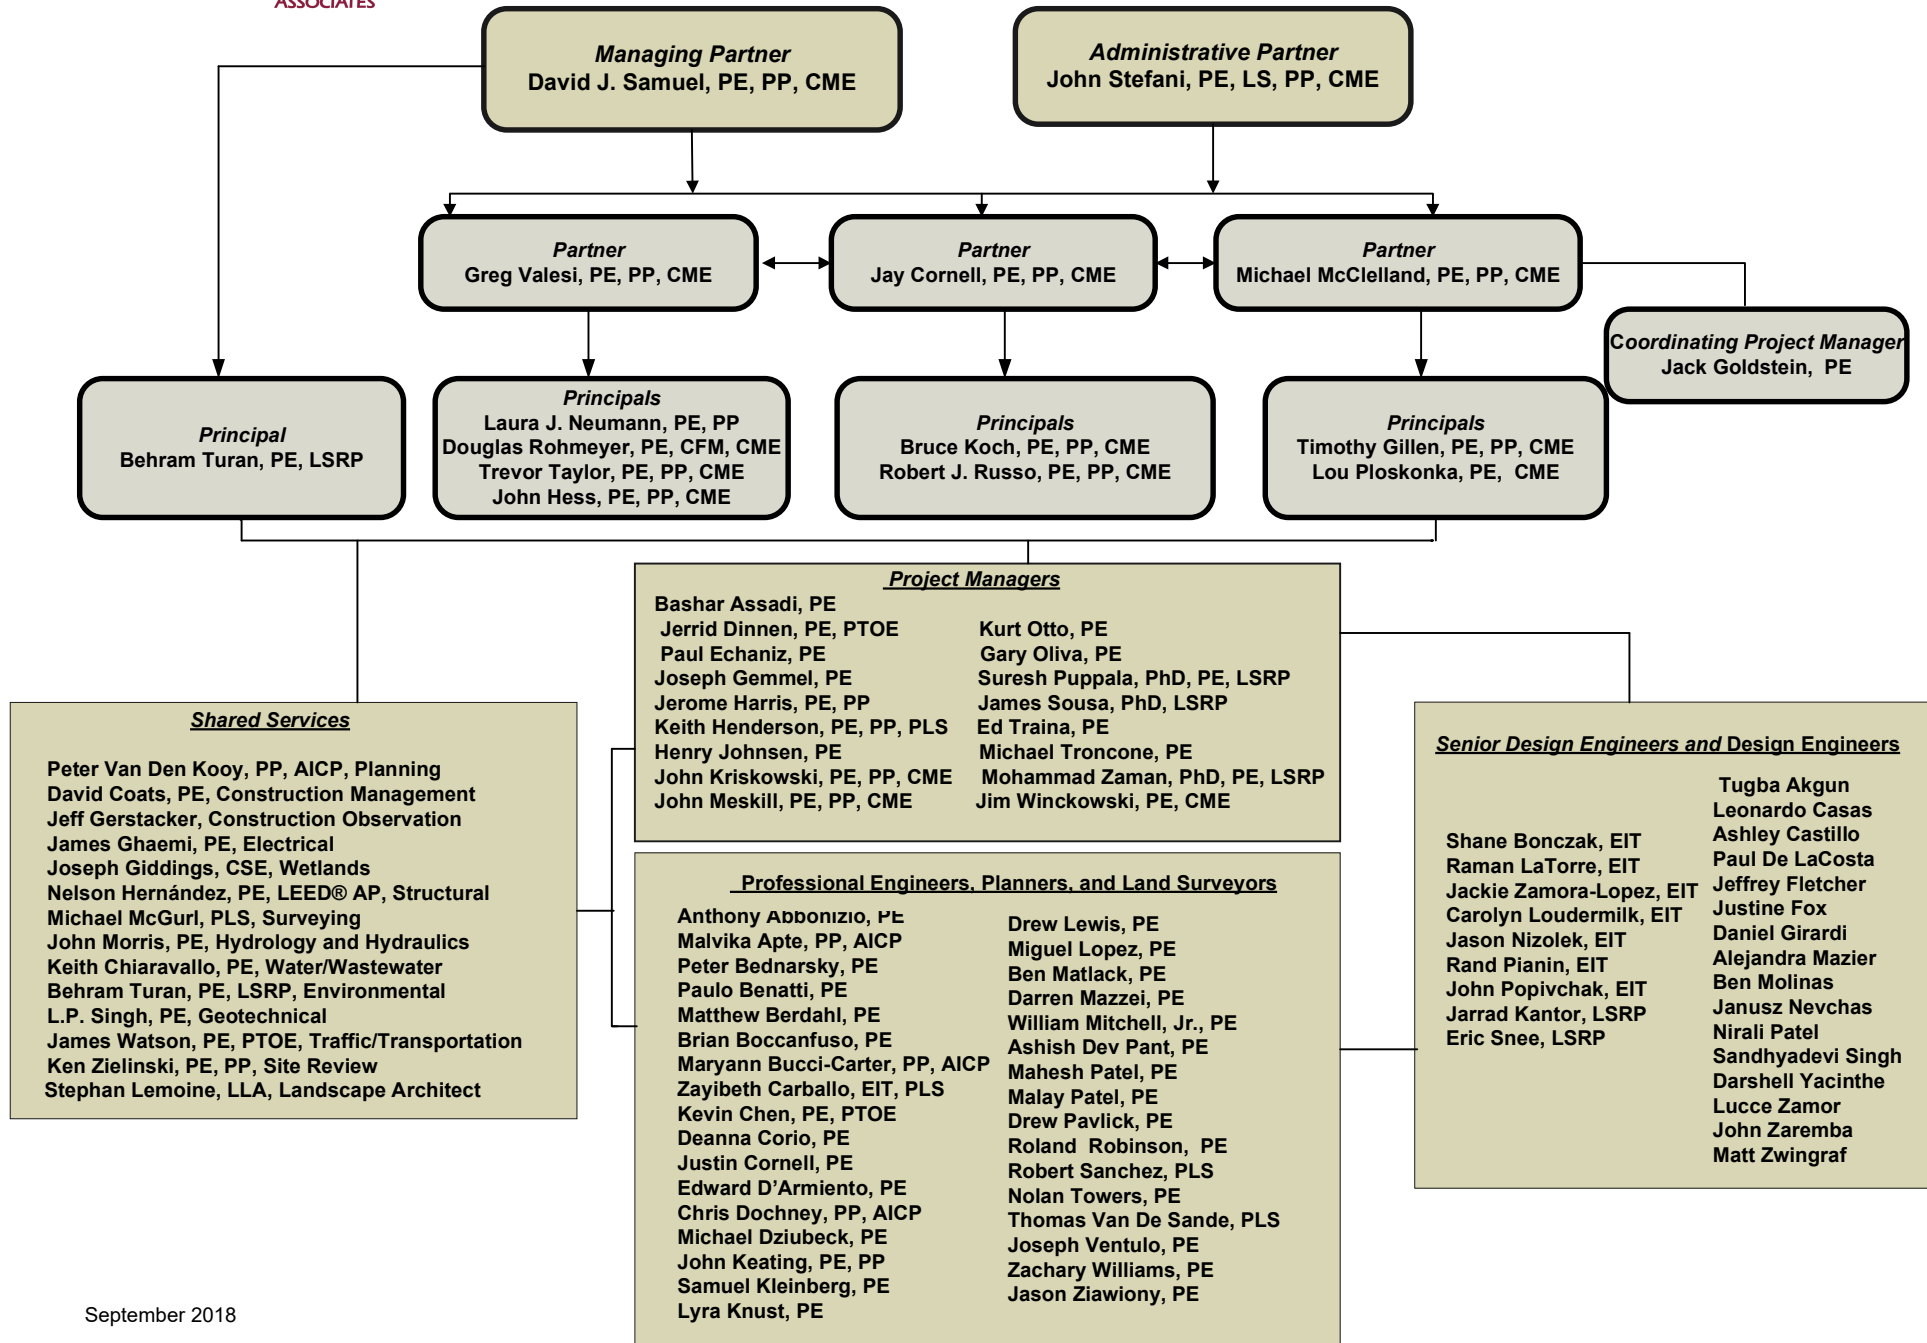 ASSOCIATES
Managing Partner
David J. Samuel, PE, PP, CME
Administrative Partner
John Stefani, PE, LS, PP, CME
Partner
Greg Valesi, PE, PP, CME
Partner
Jay Cornell, PE, PP, CME
Partner
Michael McClelland, PE, PP, CME
Coordinating Project Manager
Jack Goldstein, PE
Principal
Behram Turan, PE, LSRP
Principals
Laura J. Neumann, PE, PP
Douglas Rohmeyer, PE, CFM, CME
Trevor Taylor, PE, PP, CME
John Hess, PE, PP, CME
Principals
Bruce Koch, PE, PP, CME
Robert J. Russo, PE, PP, CME
Principals
Timothy Gillen, PE, PP, CME
Lou Ploskonka, PE, CME
Project Managers
Bashar Assadi, PE
Jerrid Dinnen, PE, PTOE
Paul Echaniz, PE
Joseph Gemmel, PE
Jerome Harris, PE, PP
Keith Henderson, PE, PP, PLS
Henry Johnsen, PE
John Kriskowski, PE, PP, CME
John Meskill, PE, PP, CME
Kurt Otto, PE
Gary Oliva, PE
Suresh Puppala, PhD, PE, LSRP
James Sousa, PhD, LSRP
Ed Traina, PE
Michael Troncone, PE
Mohammad Zaman, PhD, PE, LSRP
Jim Winckowski, PE, CME
Shared Services
Peter Van Den Kooy, PP, AICP, Planning
David Coats, PE, Construction Management
Jeff Gerstacker, Construction Observation
James Ghaemi, PE, Electrical
Joseph Giddings, CSE, Wetlands
Nelson Hernández, PE, LEED® AP, Structural
Michael McGurl, PLS, Surveying
John Morris, PE, Hydrology and Hydraulics
Keith Chiaravallo, PE, Water/Wastewater
Behram Turan, PE, LSRP, Environmental
L.P. Singh, PE, Geotechnical
James Watson, PE, PTOE, Traffic/Transportation
Ken Zielinski, PE, PP, Site Review
Stephan Lemoine, LLA, Landscape Architect
Professional Engineers, Planners, and Land Surveyors
Anthony Abbonizio, PE
Malvika Apte, PP, AICP
Peter Bednarsky, PE
Paulo Benatti, PE
Matthew Berdahl, PE
Brian Boccanfuso, PE
Maryann Bucci-Carter, PP, AICP
Zayibeth Carballo, EIT, PLS
Kevin Chen, PE, PTOE
Deanna Corio, PE
Justin Cornell, PE
Edward D’Armiento, PE
Chris Dochney, PP, AICP
Michael Dziubeck, PE
John Keating, PE, PP
Samuel Kleinberg, PE
Lyra Knust, PE
Drew Lewis, PE
Miguel Lopez, PE
Ben Matlack, PE
Darren Mazzei, PE
William Mitchell, Jr., PE
Ashish Dev Pant, PE
Mahesh Patel, PE
Malay Patel, PE
Drew Pavlick, PE
Roland Robinson, PE
Robert Sanchez, PLS
Nolan Towers, PE
Thomas Van De Sande, PLS
Joseph Ventulo, PE
Zachary Williams, PE
Jason Ziawiony, PE
Senior Design Engineers and Design Engineers
Shane Bonczak, EIT
Raman LaTorre, EIT
Jackie Zamora-Lopez, EIT
Carolyn Loudermilk, EIT
Jason Nizolek, EIT
Rand Pianin, EIT
John Popivchak, EIT
Jarrad Kantor, LSRP
Eric Snee, LSRP
Tugba Akgun
Leonardo Casas
Ashley Castillo
Paul De LaCosta
Jeffrey Fletcher
Justine Fox
Daniel Girardi
Alejandra Mazier
Ben Molinas
Janusz Nevchas
Nirali Patel
Sandhyadevi Singh
Darshell Yacinthe
Lucce Zamor
John Zaremba
Matt Zwingraf
September 2018